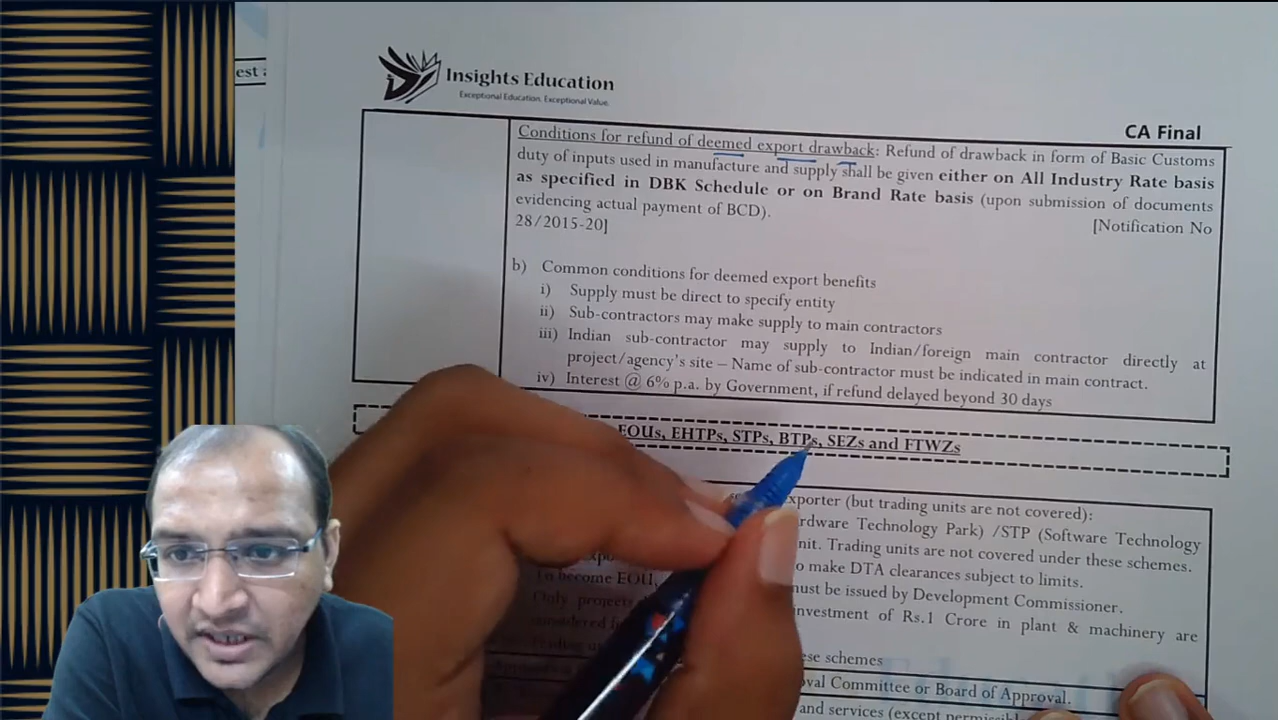 est
Insights Education
Exceptional Education. Exceptional Value.
CA Final
Conditions for refund of deemed export drawback: Refund of drawback in form of Basic Customs
duty of inputs used in manufacture and supply shall be given either on All Industry Rate basis
as specified in DBK Schedule or on Brand Rate basis (upon submission of documents
evidencing actual payment of BCD). [Notification No
28/2015-20]
b) Common conditions for deemed export benefits
i) Supply must be direct to specify entity
ii) Sub-contractors may make supply to main contractors
iii) Indian sub-contractor may supply to Indian/foreign main contractor directly at
project/agency's site – Name of sub-contractor must be indicated in main contract.
iv) Interest @ 6% p.a. by Government, if refund delayed beyond 30 days
EOUs, EHTPs, STPs, BTPs, SEZs and FTWZs
exporter (but trading units are not covered):
Technology Park) /STP (Software Technology
Trading units are not covered under these schemes.
To become EOU, make DTA clearances subject to limits.
Only must be issued by Development Commissioner.
investment of Rs.1 Crore in plant & machinery are
schemes
Committee or Board of Approval.
and services (except